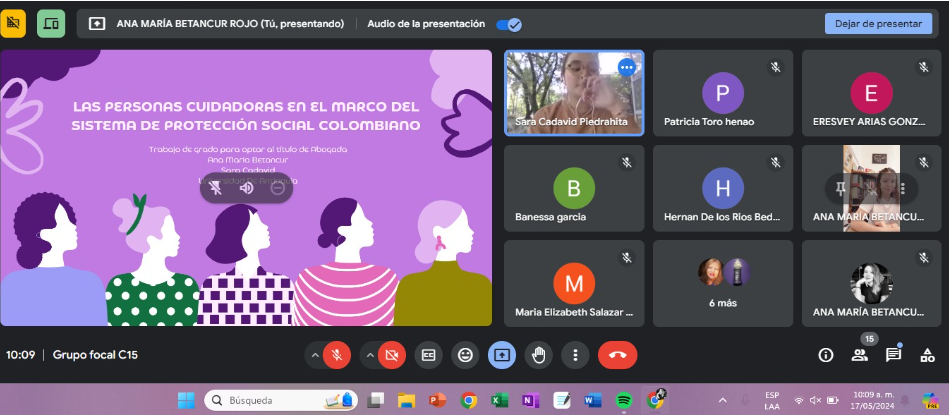 ANA MARÍA BETANCUR ROJO (Tú, presentando)
Audio de la presentación
Dejar de presentar
LAS PERSONAS CUIDADORAS EN EL MARCO DEL
SISTEMA DE PROTECCIÓN SOCIAL COLOMBIANO
Trabajo de grado para optar al título de Abogada
Ana María Betancur
Sara Cadavid
Sara Cadavid Piedrahita
P
Patricia Toro henao
E
ERESVEY ARIAS GONZ...
B
Banessa garcia
H
Hernan De los Rios Bed...
ANA MARÍA BETANCU...
M
Maria Elizabeth Salazar ...
6 más
ANA MARÍA BETANCU...
10:09 | Grupo focal C15
15
Búsqueda
ESP
LAA
10:09 a. m.
17/05/2024
PRE